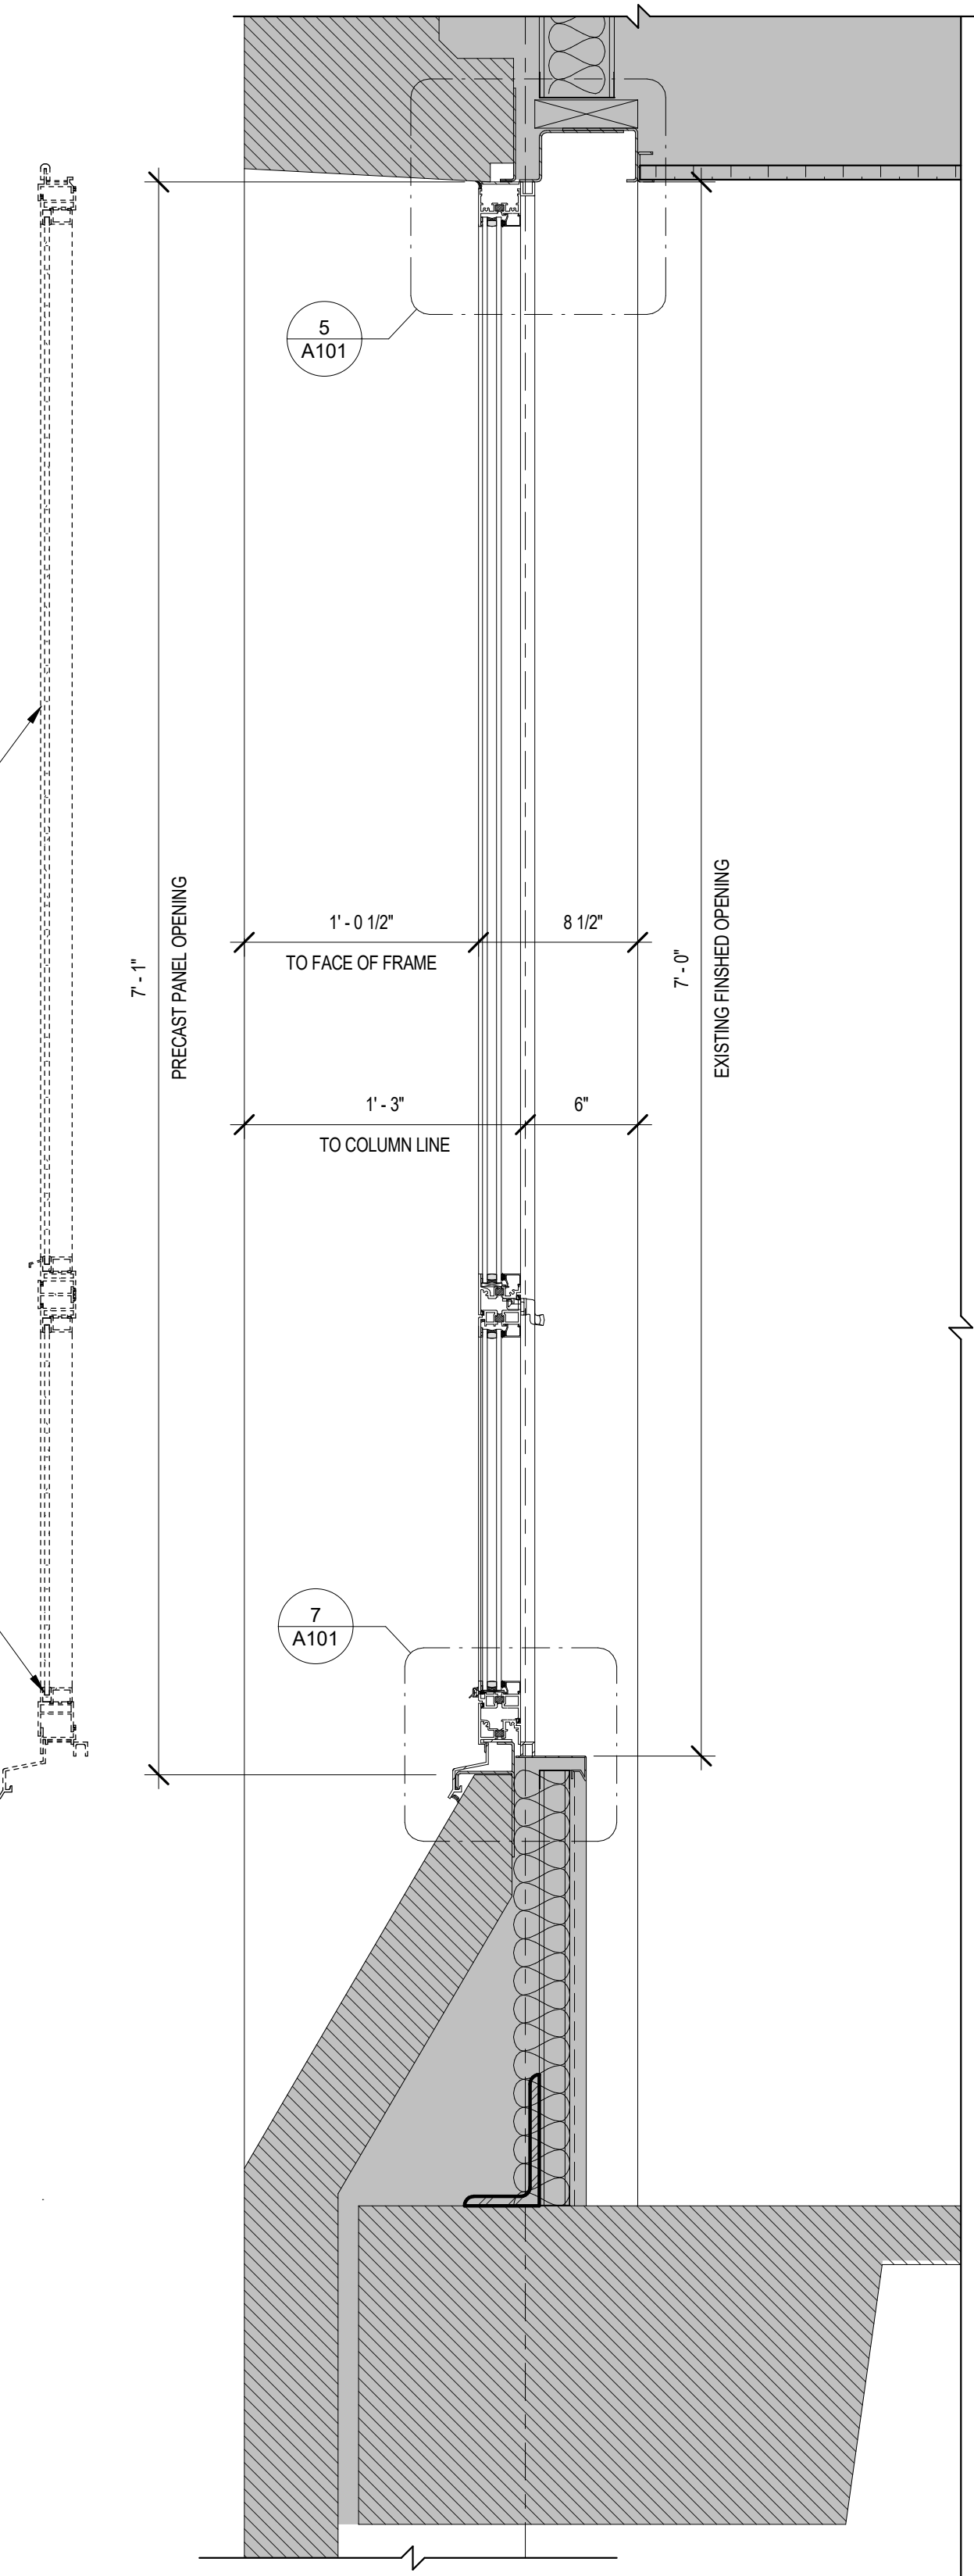 5
A101
7' - 1"
PRECAST PANEL OPENING
1' - 0 1/2"
TO FACE OF FRAME
8 1/2"
7' - 0"
EXISTING FINSHED OPENING
1' - 3"
TO COLUMN LINE
6"
7
A101